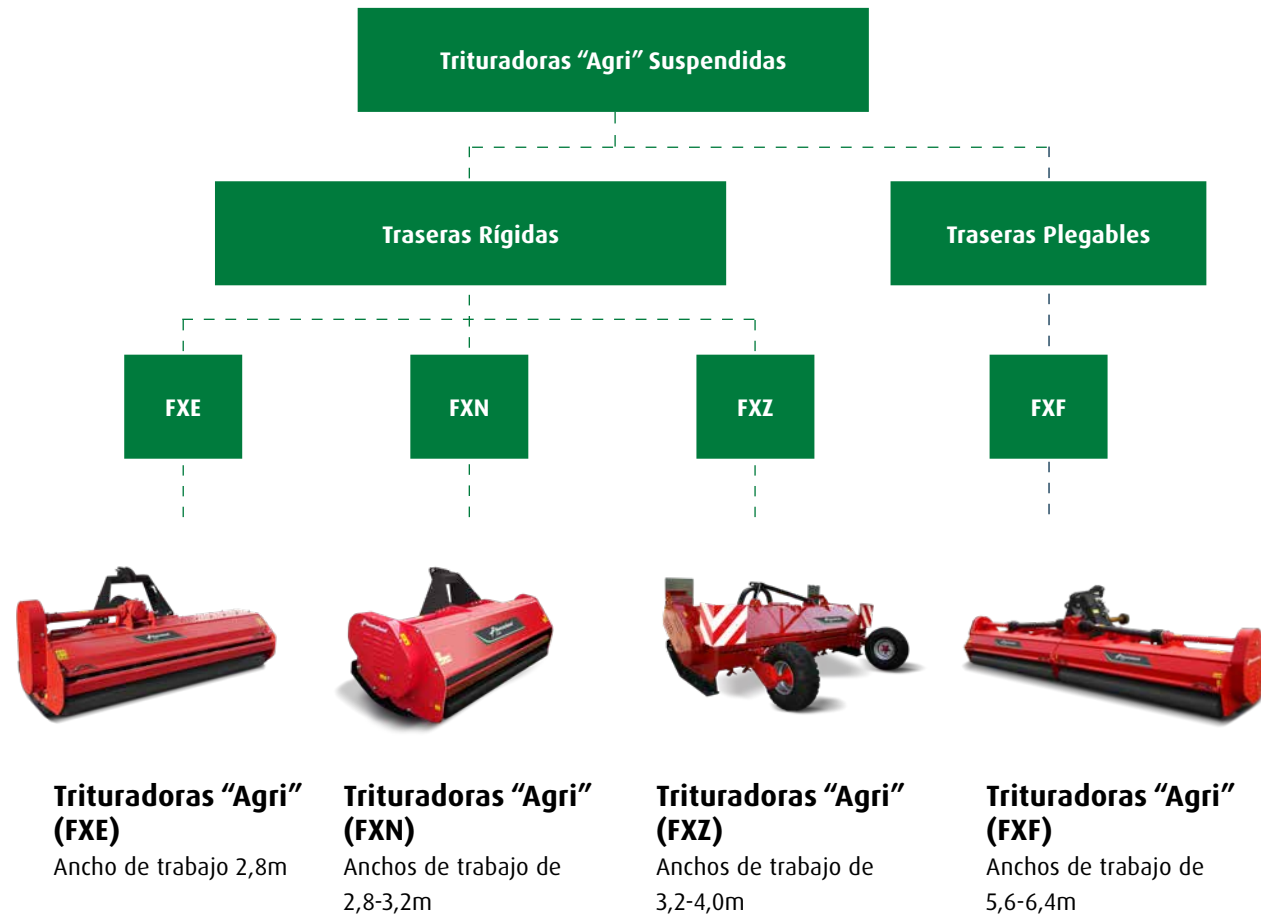 Trituradoras “Agri” Suspendidas
Traseras Rígidas
Traseras Plegables
FXE
FXN
FXZ
FXF
Trituradoras “Agri”
(FXE)
Ancho de trabajo 2,8m
Trituradoras “Agri”
(FXN)
Anchos de trabajo de
2,8-3,2m
Trituradoras “Agri”
(FXZ)
Anchos de trabajo de
3,2-4,0m
Trituradoras “Agri”
(FXF)
Anchos de trabajo de
5,6-6,4m